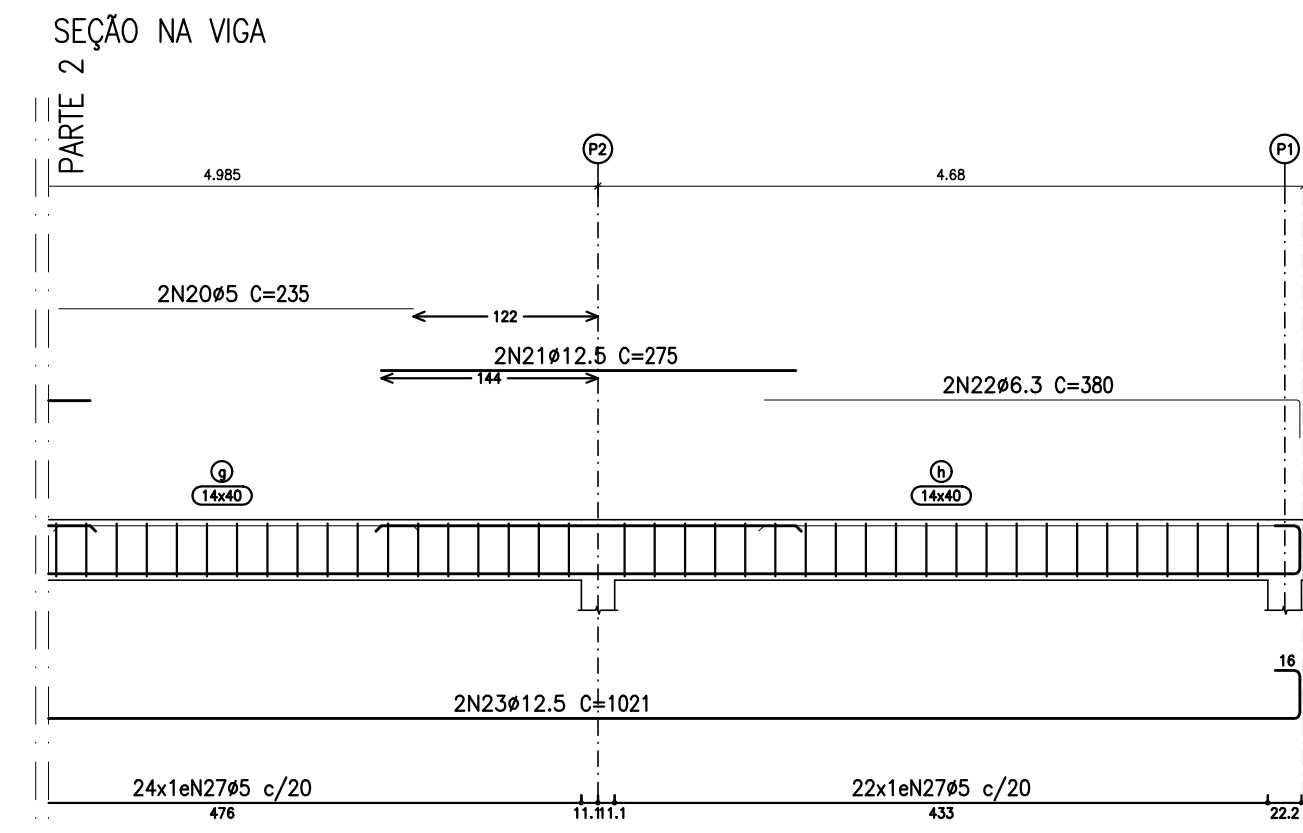 SEÇÃO NA VIGA
PARTE 2
P2
P1
4.985
4.68
2N20ø5 C=235
122
2N21ø12.5 C=275
144
2N22ø6.3 C=380
g
h
14x40
14x40
16
2N23ø12.5 C=1021
24x1eN27ø5 c/20
22x1eN27ø5 c/20
476
11.1
11.1
433
22.2